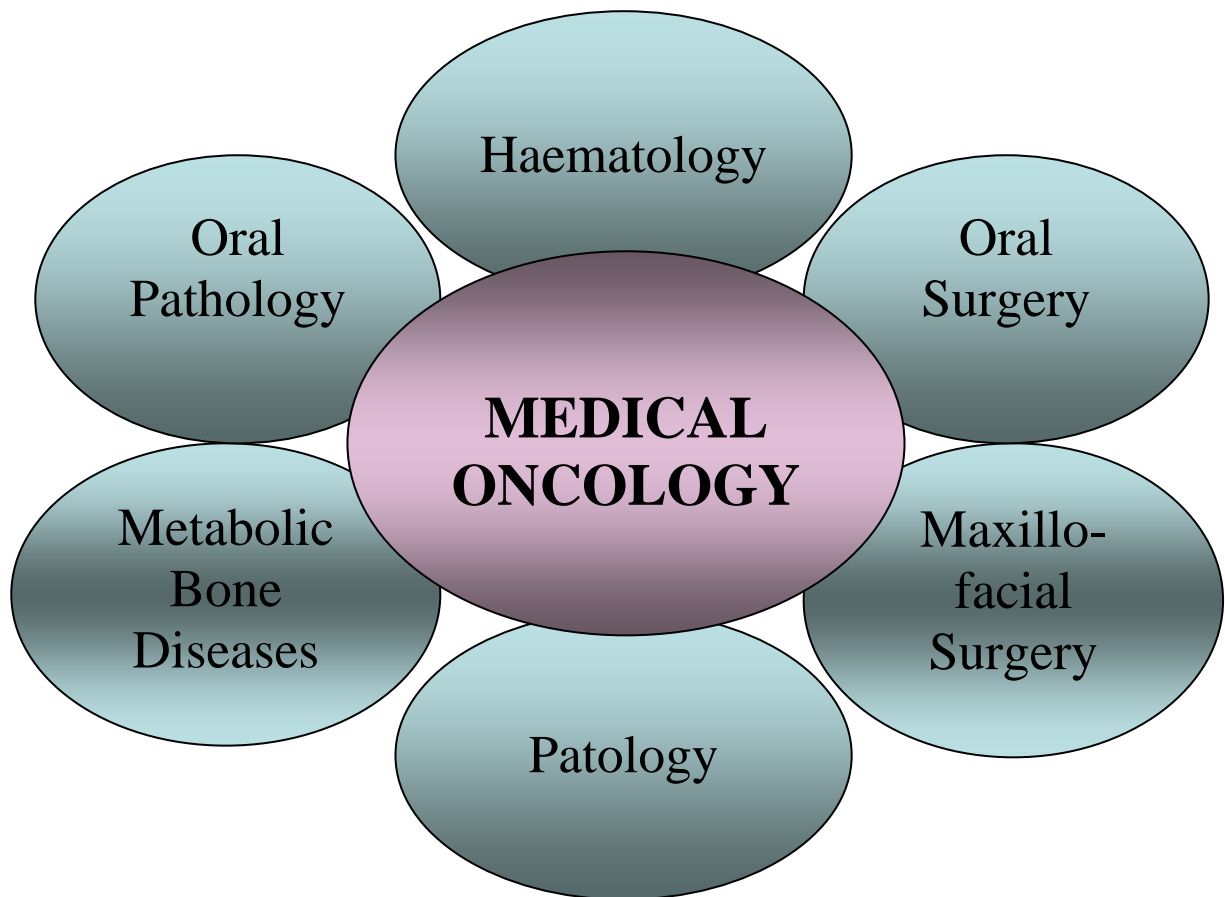 Haematology
Oral
Pathology
Oral
Surgery
MEDICAL
ONCOLOGY
Metabolic
Bone
Diseases
Maxillo-
facial
Surgery
Patology